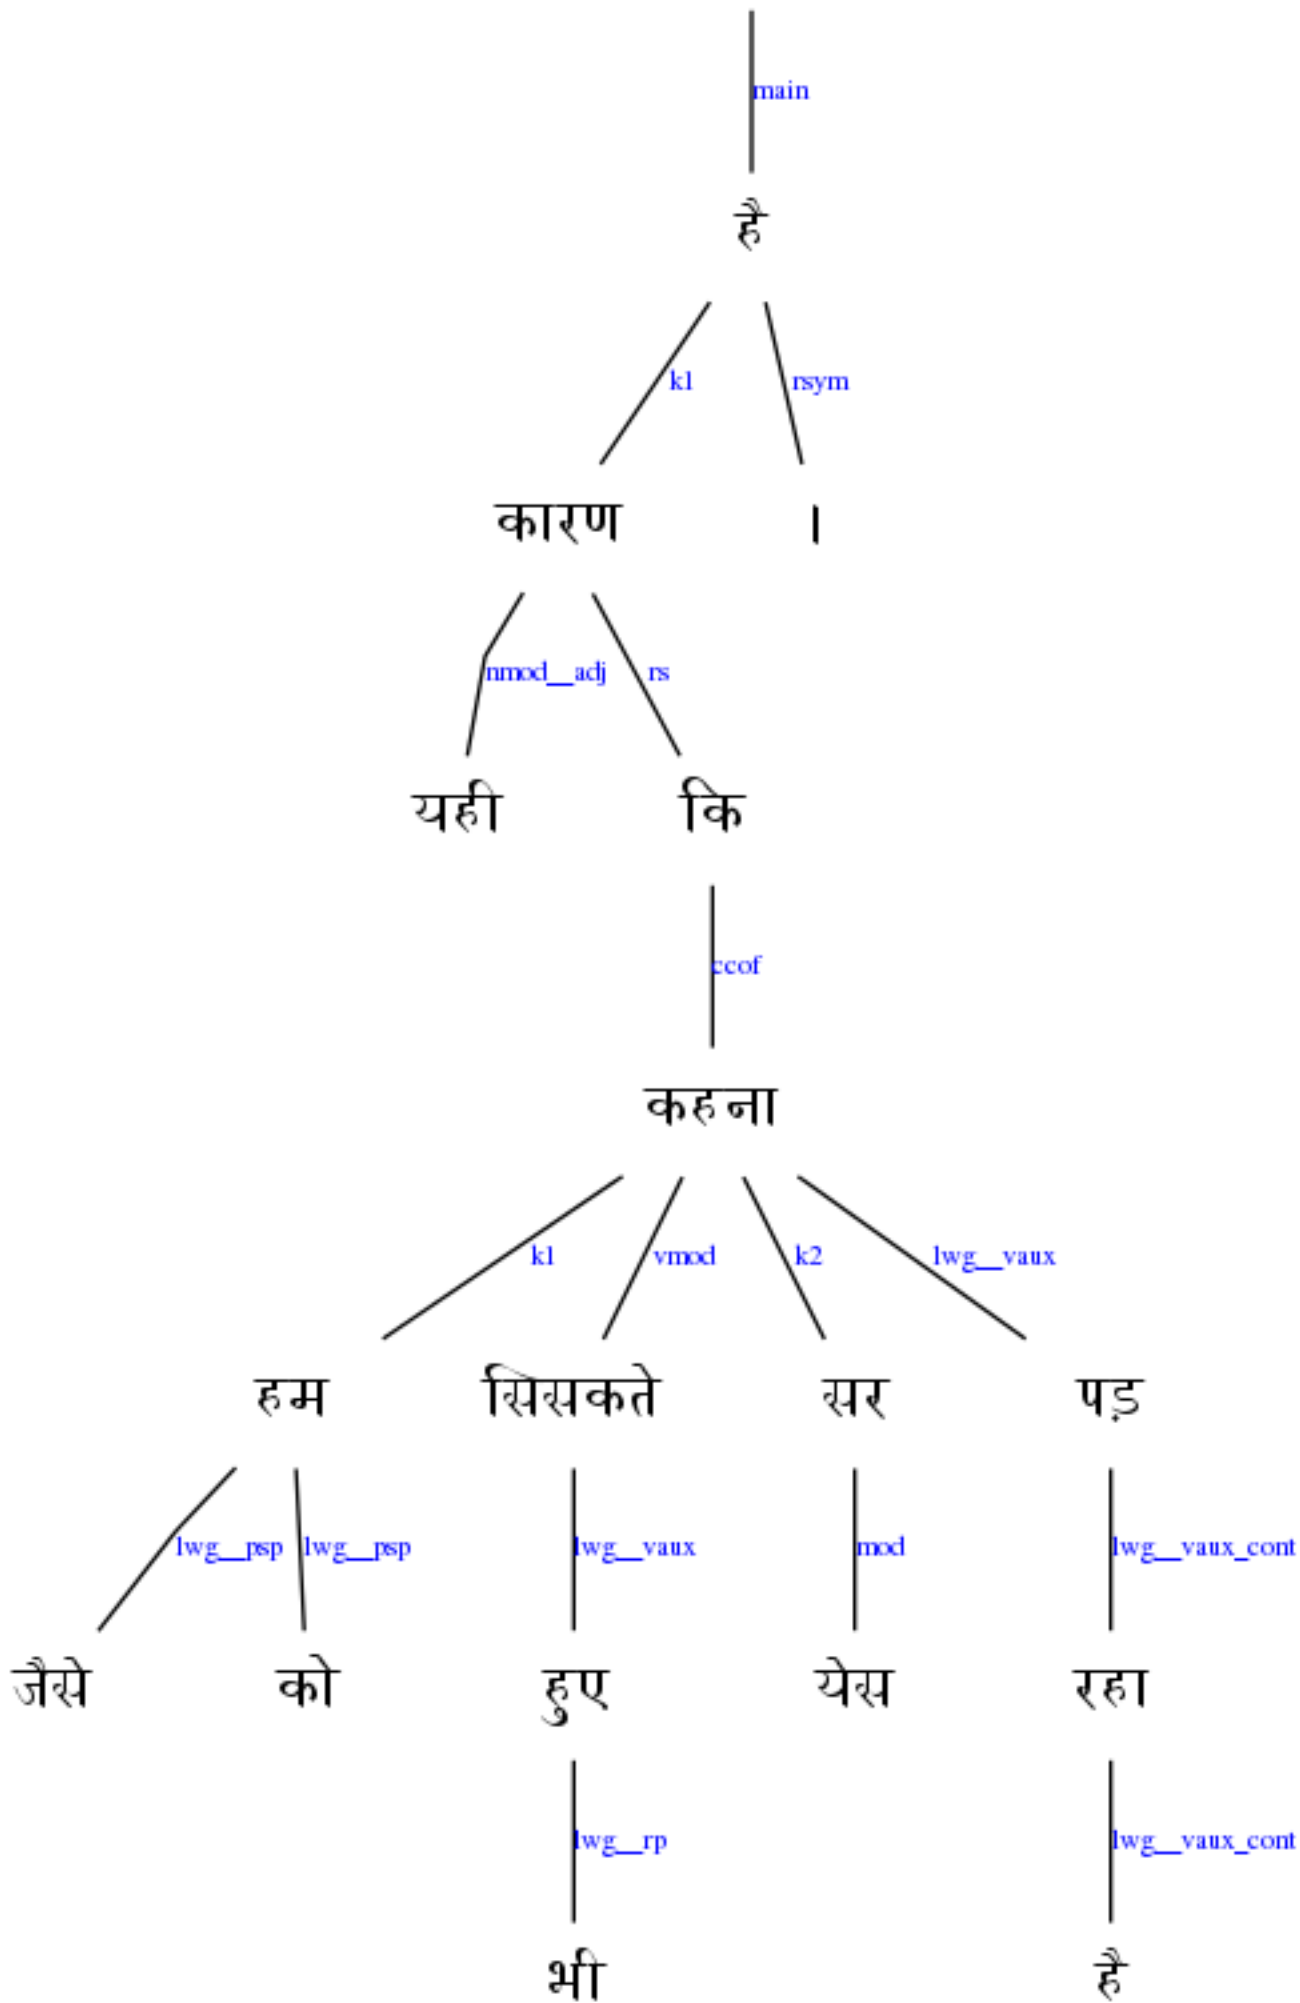 main
है
k1 rsym
कारण ।
nmod__adj rs
यही कि
ccof
कहना
k1 vmod k2 lwg__vaux
हम सिसकते सर पड़
lwg__psp lwg__psp lwg__vaux mod lwg__vaux_cont
जैसे को हुए येस रहा
lwg__rp lwg__vaux_cont
भी है